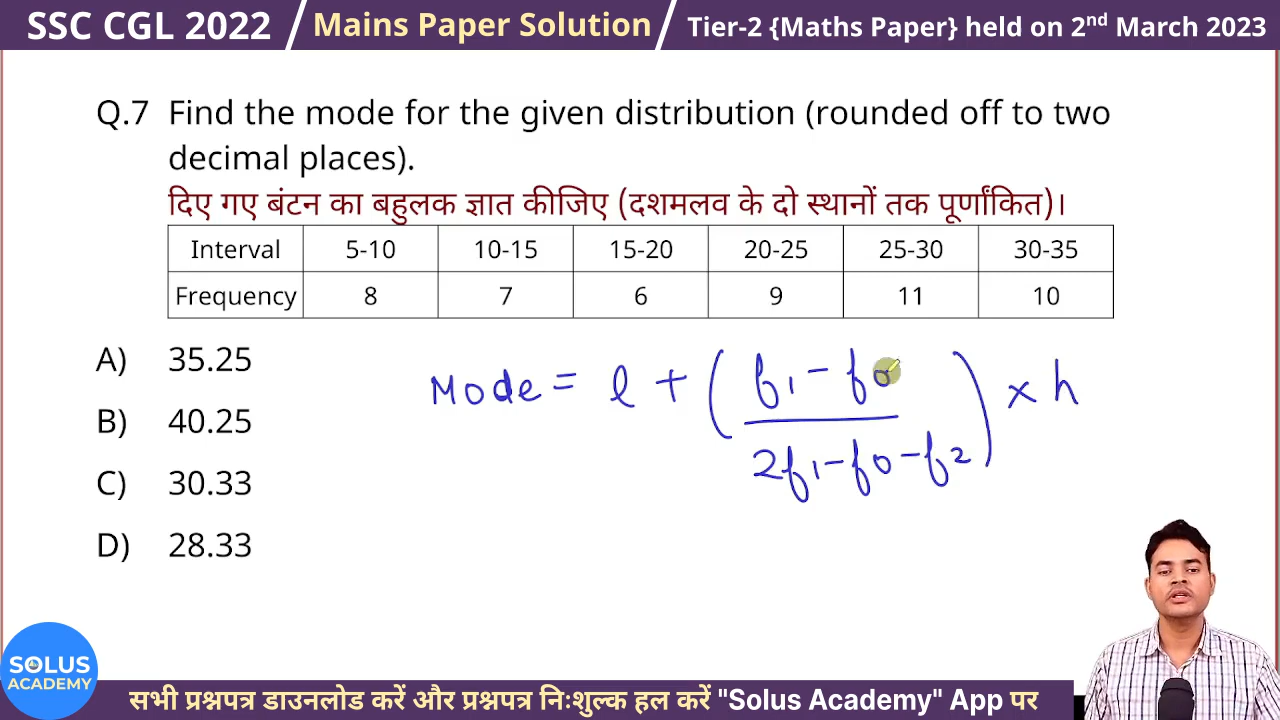 SSC CGL 2022 Mains Paper Solution Tier-2 {Maths Paper} held on 2nd March 2023
Q.7 Find the mode for the given distribution (rounded off to two
decimal places).
दिए गए बंटन का बहुलक ज्ञात कीजिए (दशमलव के दो स्थानों तक पूर्णांकित)।
Interval 5-10 10-15 15-20 20-25 25-30 30-35
Frequency 8 7 6 9 11 10
A) 35.25
B) 40.25
C) 30.33
D) 28.33
Mode = l + ( f1 - f0 / 2f1 - f0 - f2 ) × h
SOLUS
ACADEMY
सभी प्रश्नपत्र डाउनलोड करें और प्रश्नपत्र निःशुल्क हल करें "Solus Academy" App पर